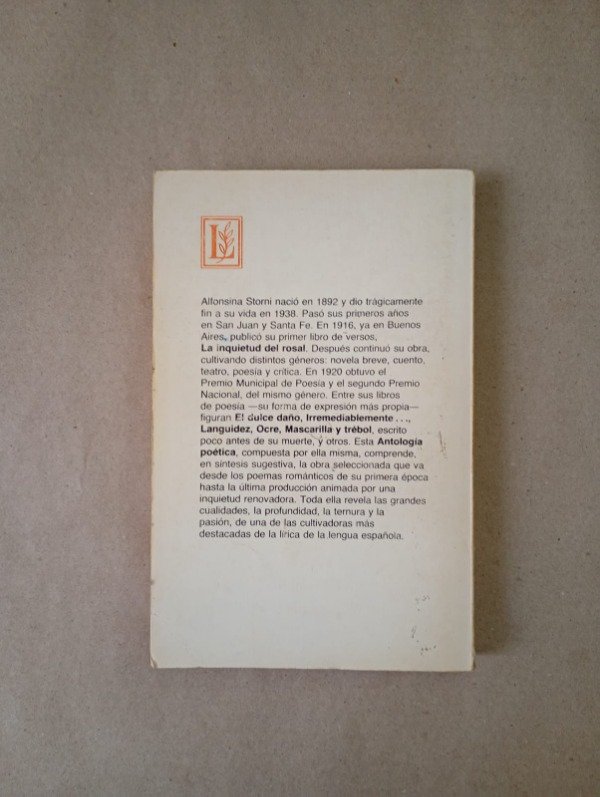 L
Alfonsina Storni nació en 1892 y dio trágicamente
fin a su vida en 1938. Pasó sus primeros años
en San Juan y Santa Fe. En 1916, ya en Buenos
Aires, publicó su primer libro de versos,
La inquietud del rosal. Después continuó su obra,
cultivando distintos géneros: novela breve, cuento,
teatro, poesía y crítica. En 1920 obtuvo el
Premio Municipal de Poesía y el segundo Premio
Nacional, del mismo género. Entre sus libros
de poesía —su forma de expresión más propia—
figuran El dulce daño, Irremediablemente...,
Languidez, Ocre, Mascarilla y trébol, escrito
poco antes de su muerte, y otros. Esta Antología
poética, compuesta por ella misma, comprende,
en síntesis sugestiva, la obra seleccionada que va
desde los poemas románticos de su primera época
hasta la última producción animada por una
inquietud renovadora. Toda ella revela las grandes
cualidades, la profundidad, la ternura y la
pasión, de una de las cultivadoras más
destacadas de la lírica de la lengua española.